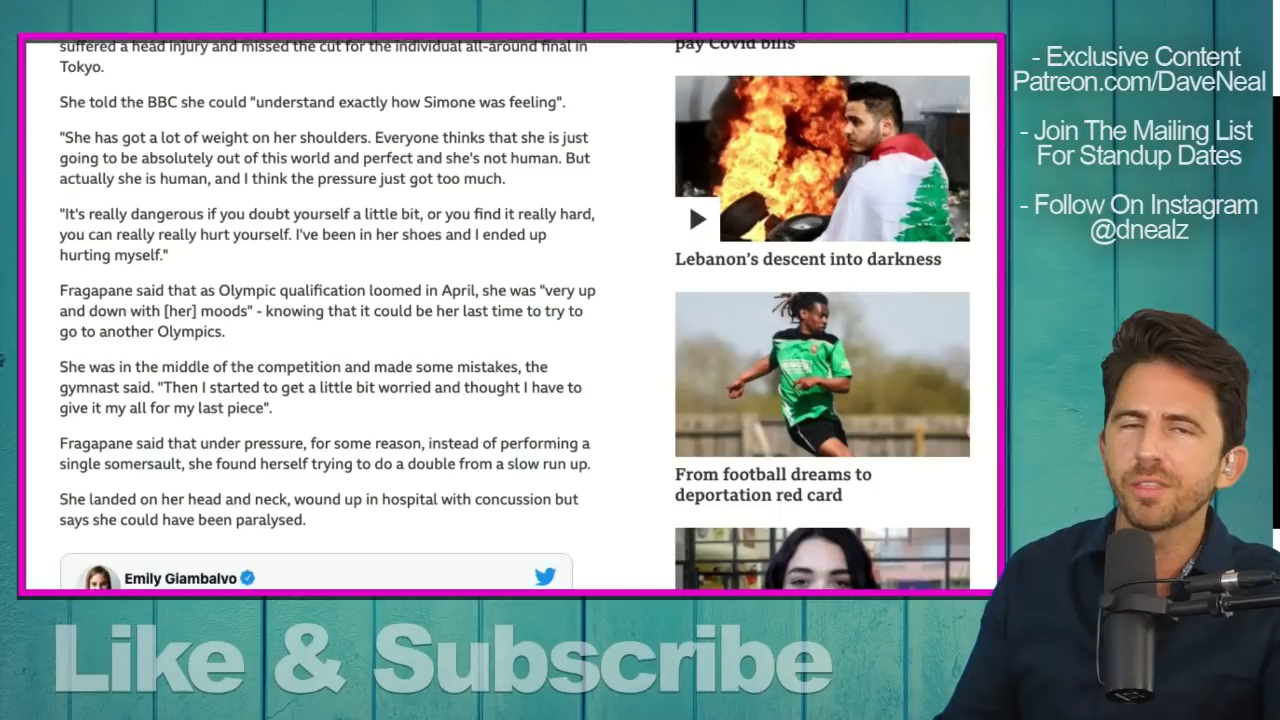 suffered a head injury and missed the cut for the individual all-around final in
Tokyo.
She told the BBC she could "understand exactly how Simone was feeling".
"She has got a lot of weight on her shoulders. Everyone thinks that she is just
going to be absolutely out of this world and perfect and she's not human. But
actually she is human, and I think the pressure just got too much.
"It's really dangerous if you doubt yourself a little bit, or you find it really hard,
you can really really hurt yourself. I've been in her shoes and I ended up
hurting myself."
Fragapane said that as Olympic qualification loomed in April, she was "very up
and down with [her] moods" - knowing that it could be her last time to try to
go to another Olympics.
She was in the middle of the competition and made some mistakes, the
gymnast said. "Then I started to get a little bit worried and thought I have to
give it my all for my last piece".
Fragapane said that under pressure, for some reason, instead of performing a
single somersault, she found herself trying to do a double from a slow run up.
She landed on her head and neck, wound up in hospital with concussion but
says she could have been paralysed.
Emily Giambalvo
pay Covid bills
Lebanon's descent into darkness
From football dreams to
deportation red card
- Exclusive Content
Patreon.com/DaveNeal
- Join The Mailing List
For Standup Dates
- Follow On Instagram
@dnealz
Like & Subscribe